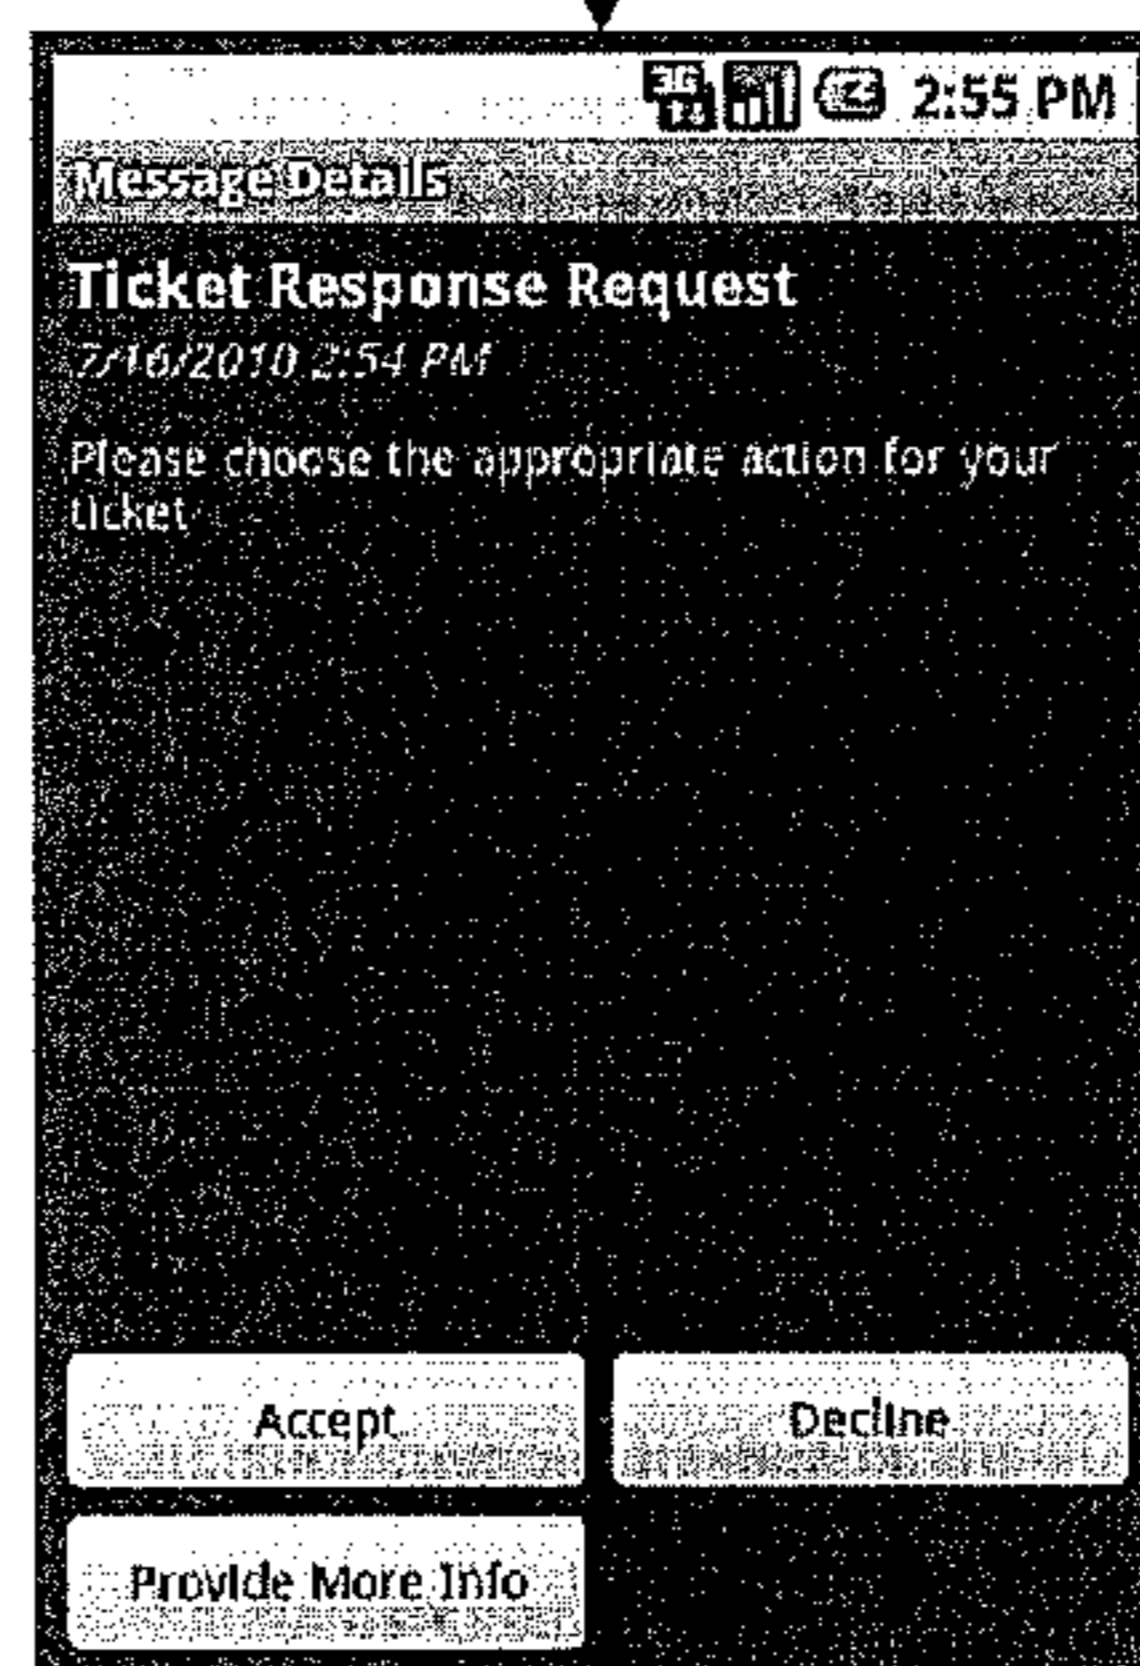 3G 2:55 PM
Message Details
Ticket Response Request
7/16/2010 2:54 PM
Please choose the appropriate action for your
ticket
Accept
Decline
Provide More Info